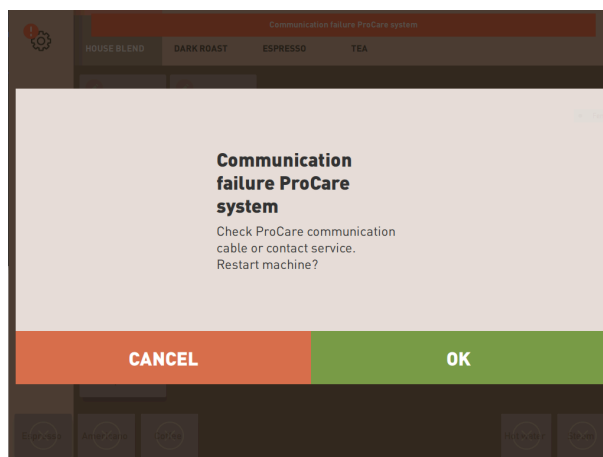 Communication failure ProCare system
HOUSE BLEND DARK ROAST ESPRESSO TEA
Communication
failure ProCare
system
Check ProCare communication
cable or contact service.
Restart machine?
CANCEL OK